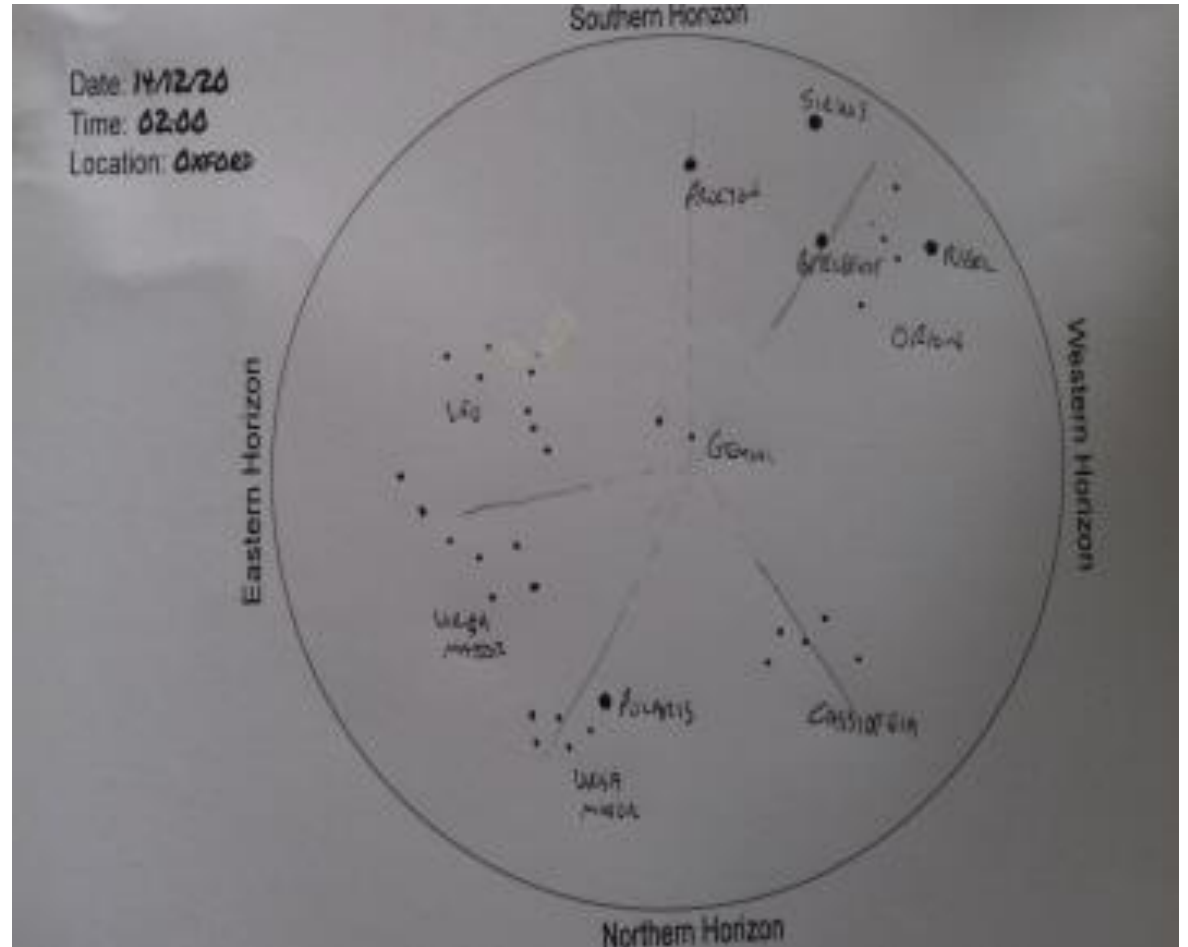 Southern Horizon
Date: 14/12/20
Time: 02:00
Location: OXFORD
SIRIUS
PROCYON
RIGEL
ORION
LEO
GEMINI
Eastern Horizon
Western Horizon
URSA
MAJOR
POLARIS
CASSIOPEIA
URSA
MINOR
Northern Horizon